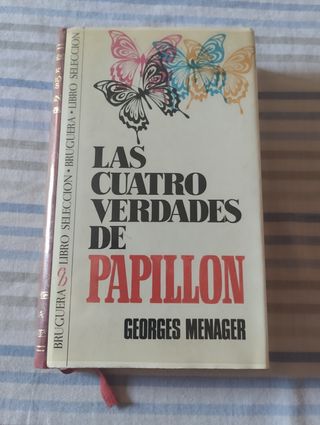 LAS
CUATRO
VERDADES
DE
PAPILLON
GEORGES MENAGER
BRUGUERA LIBRO SELECCION • BRUGUERA • LIBRO SELECCION